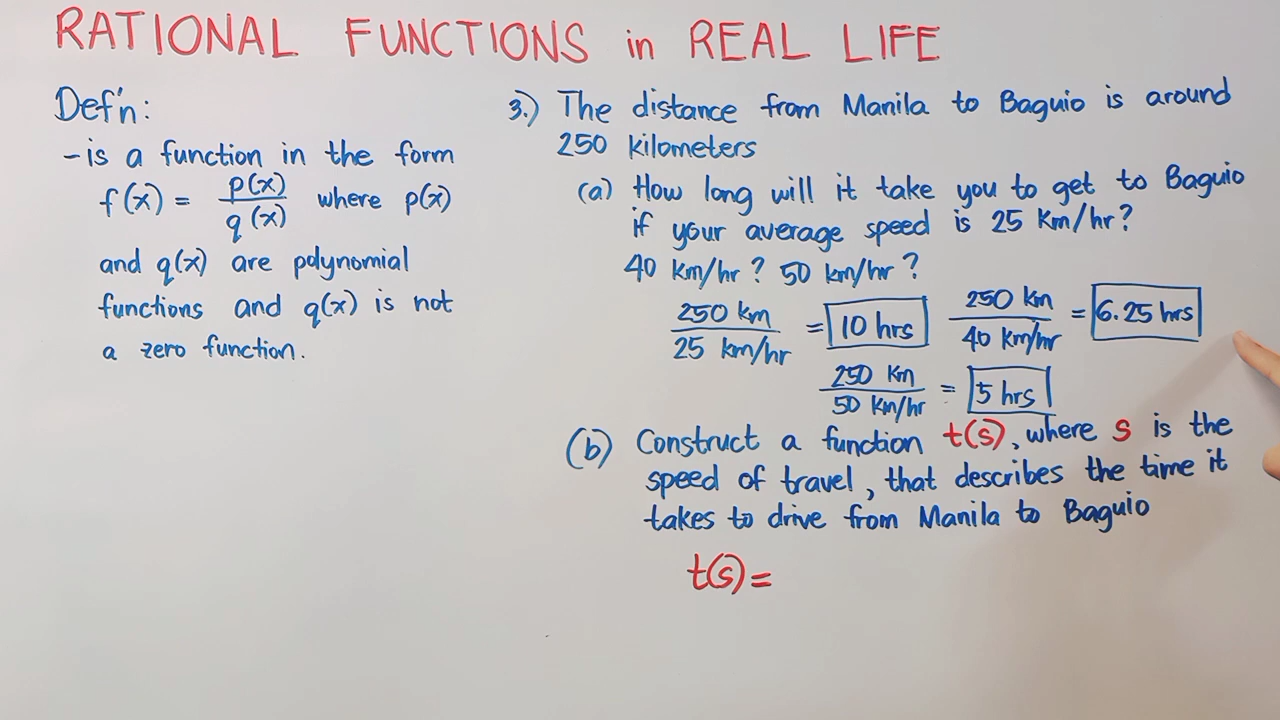 RATIONAL FUNCTIONS in REAL LIFE
Def'n:
-is a function in the form
f(x) = p(x)/q(x) where p(x)
and q(x) are polynomial
functions and q(x) is not
a zero function.
3.) The distance from Manila to Baguio is around
250 kilometers
(a) How long will it take you to get to Baguio
if your average speed is 25 Km/hr?
40 Km/hr? 50 Km/hr?
250 Km/25 Km/hr = 10 hrs 250 Km/40 Km/hr = 6.25 hrs
250 Km/50 Km/hr = 5 hrs
(b) Construct a function t(s), where s is the
speed of travel, that describes the time it
takes to drive from Manila to Baguio
t(s)=